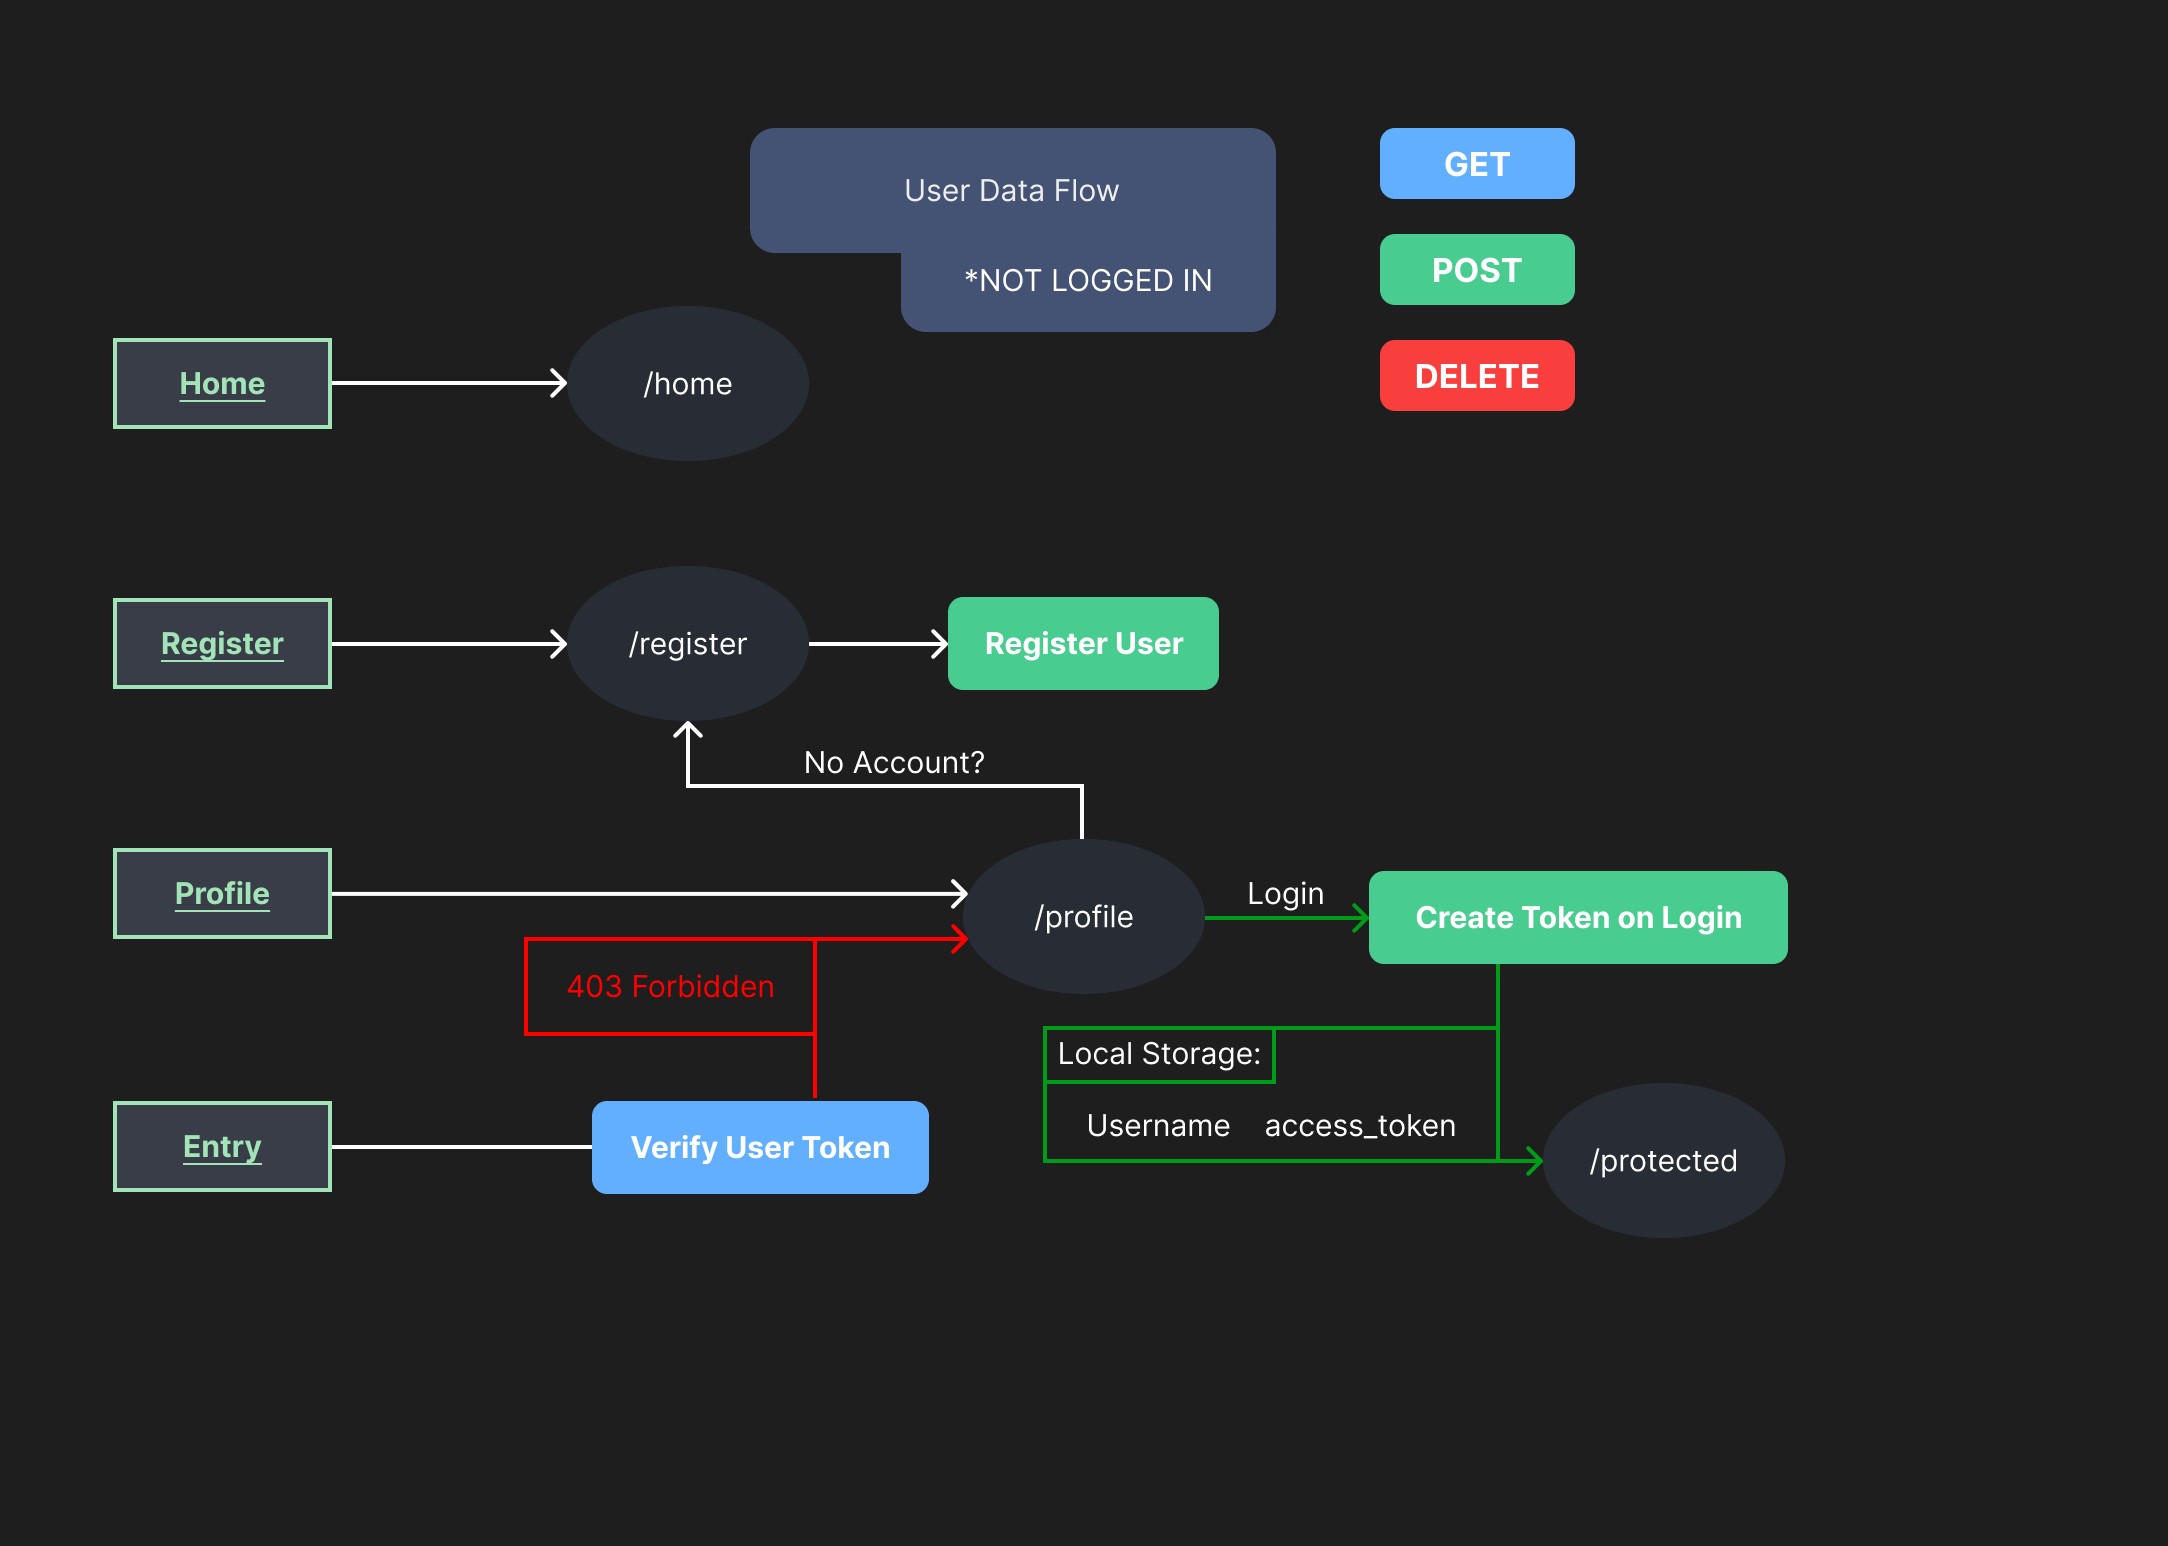 User Data Flow
*NOT LOGGED IN
GET
POST
DELETE
Home
/home
Register
/register
Register User
No Account?
Profile
/profile
Login
Create Token on Login
403 Forbidden
Local Storage:
Username access_token
Entry
Verify User Token
/protected